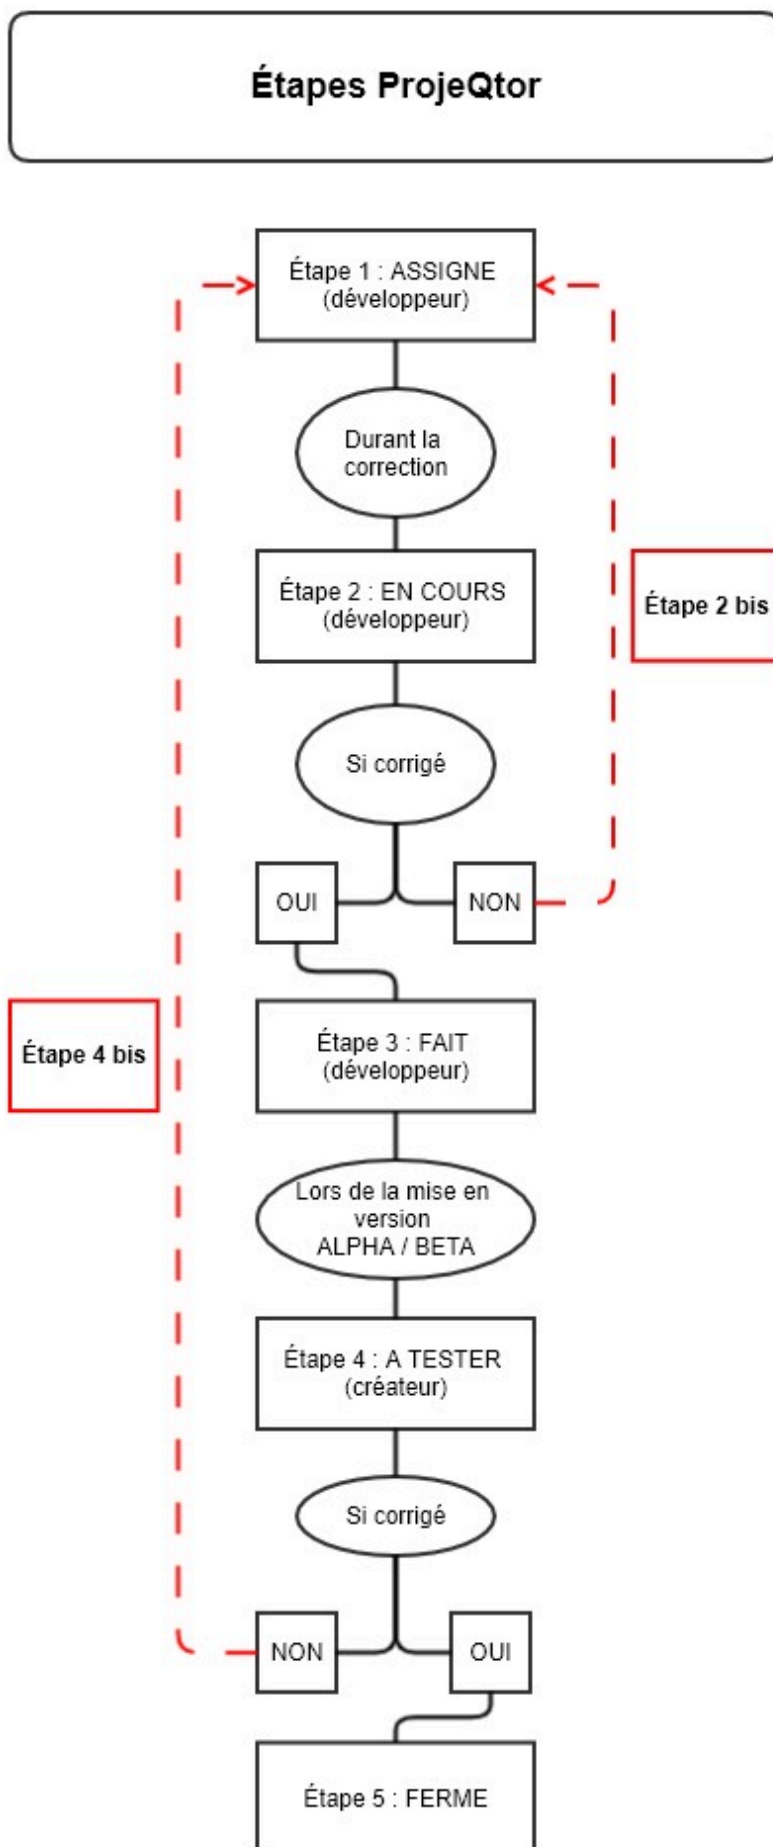 Étapes ProjeQtor
Étape 1 : ASSIGNE
(développeur)
Durant la
correction
Étape 2 : EN COURS
(développeur)
Étape 2 bis
Si corrigé
OUI
NON
Étape 3 : FAIT
(développeur)
Étape 4 bis
Lors de la mise en
version
ALPHA / BETA
Étape 4 : A TESTER
(créateur)
Si corrigé
NON
OUI
Étape 5 : FERME